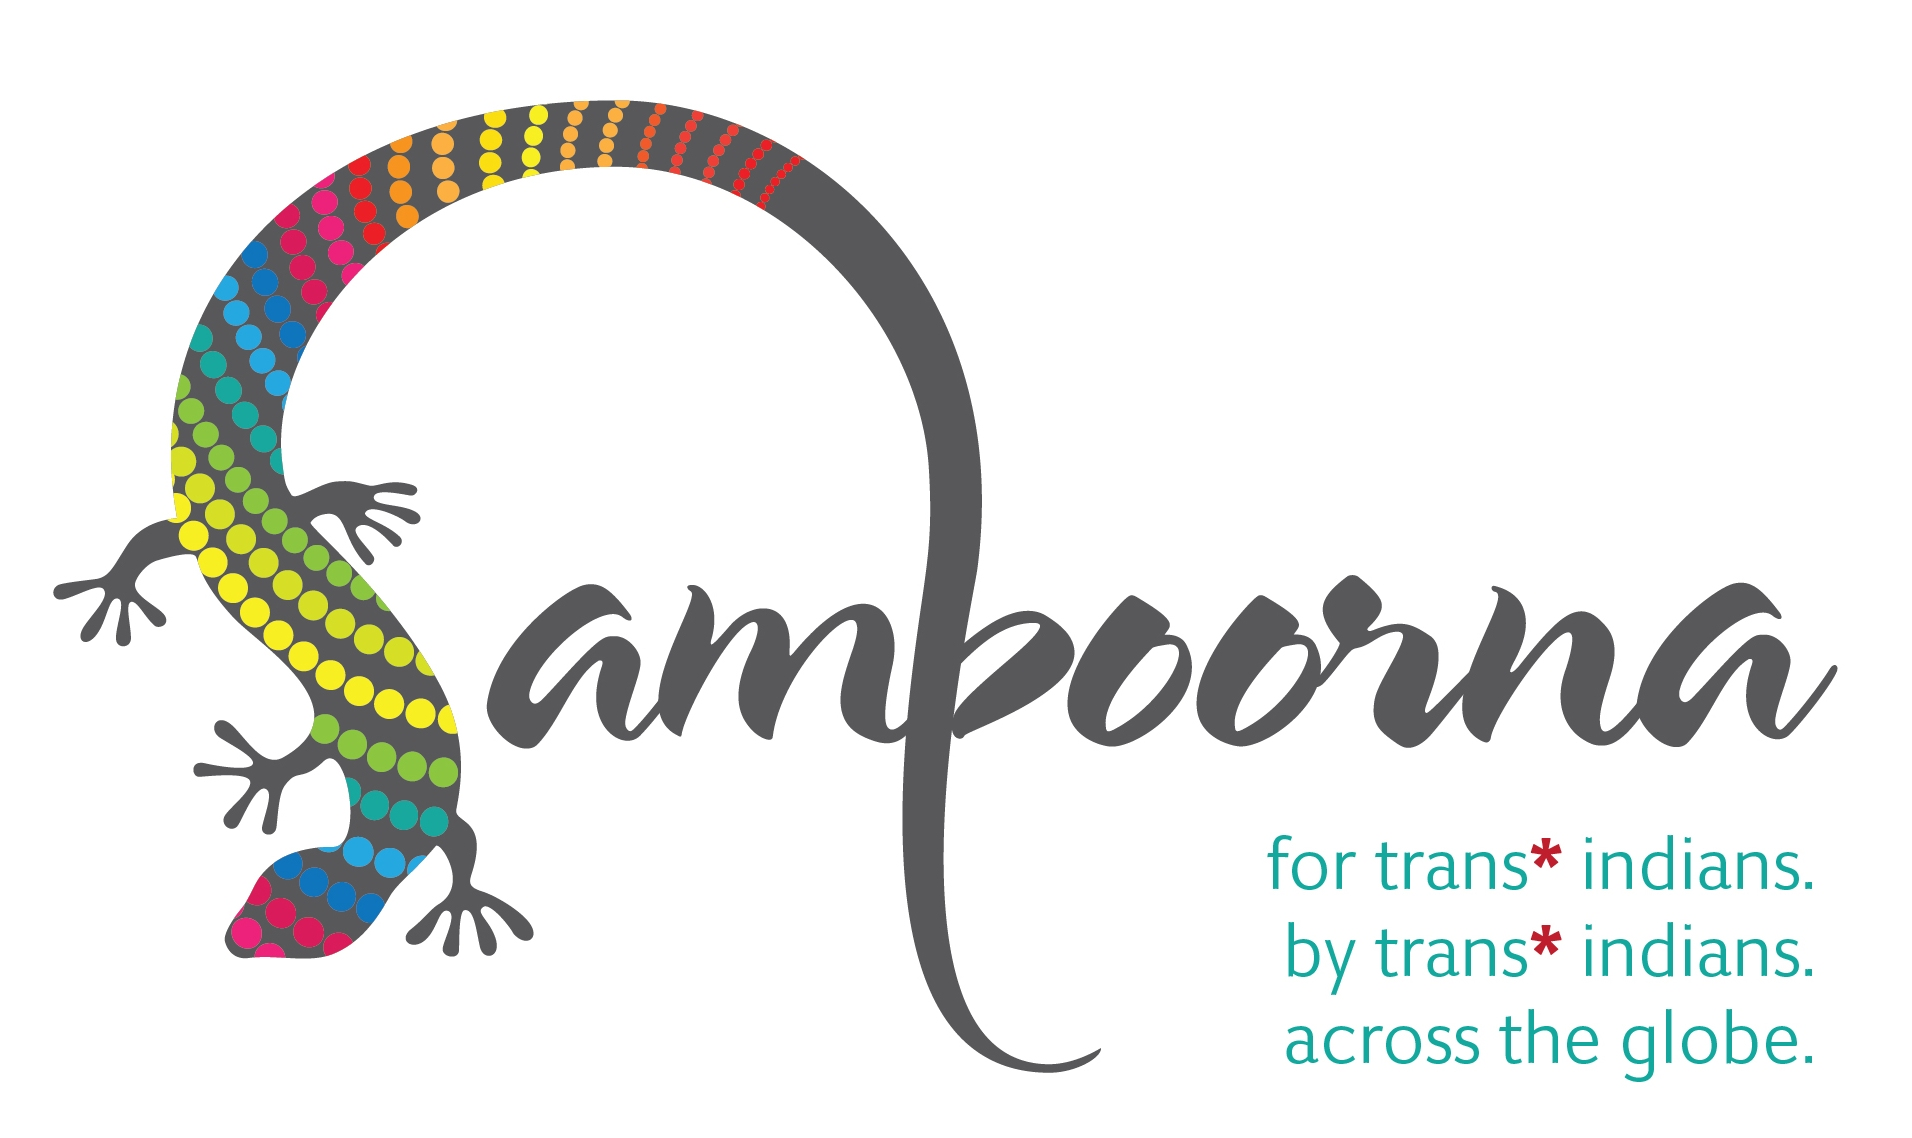 Sampoorna
for trans* indians.
by trans* indians.
across the globe.